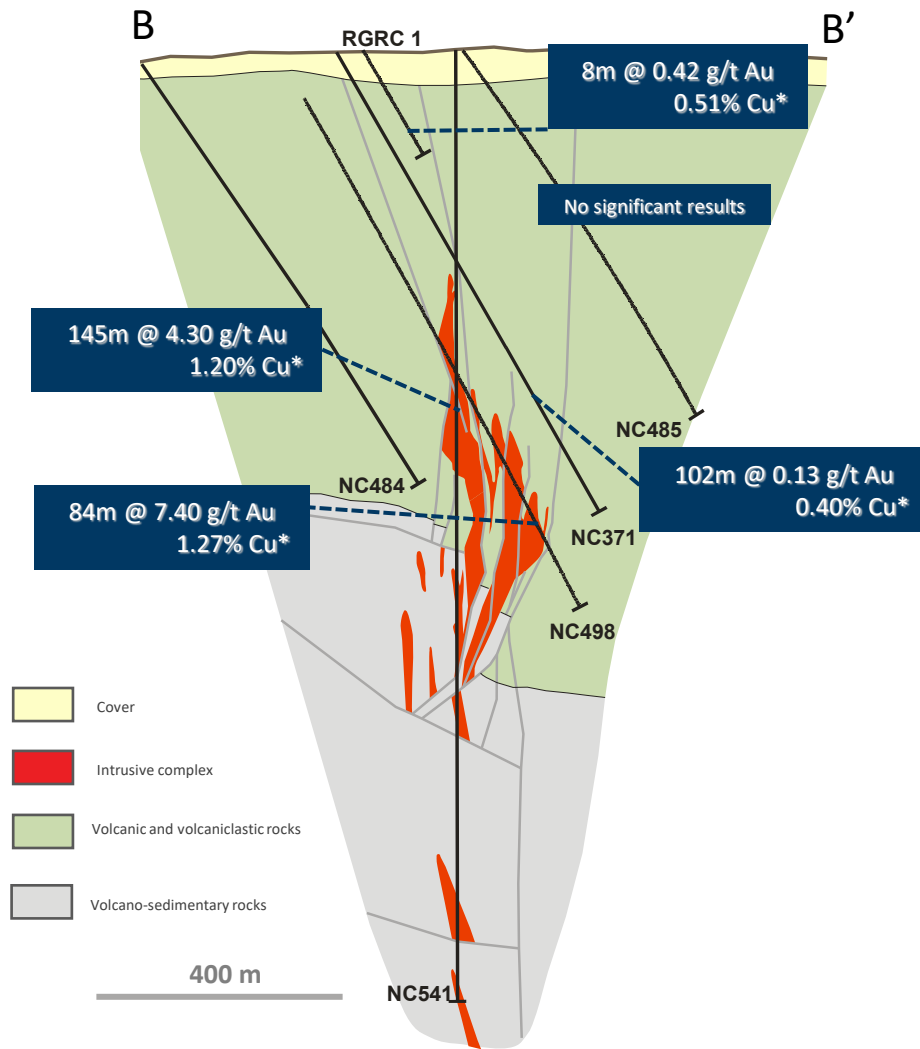 B
B’
RGRC 1
8m @ 0.42 g/t Au
0.51% Cu*
No significant results
145m @ 4.30 g/t Au
1.20% Cu*
NC485
102m @ 0.13 g/t Au
0.40% Cu*
NC484
84m @ 7.40 g/t Au
1.27% Cu*
NC371
NC498
Cover
Intrusive complex
Volcanic and volcaniclastic rocks
Volcano-sedimentary rocks
400 m
NC541